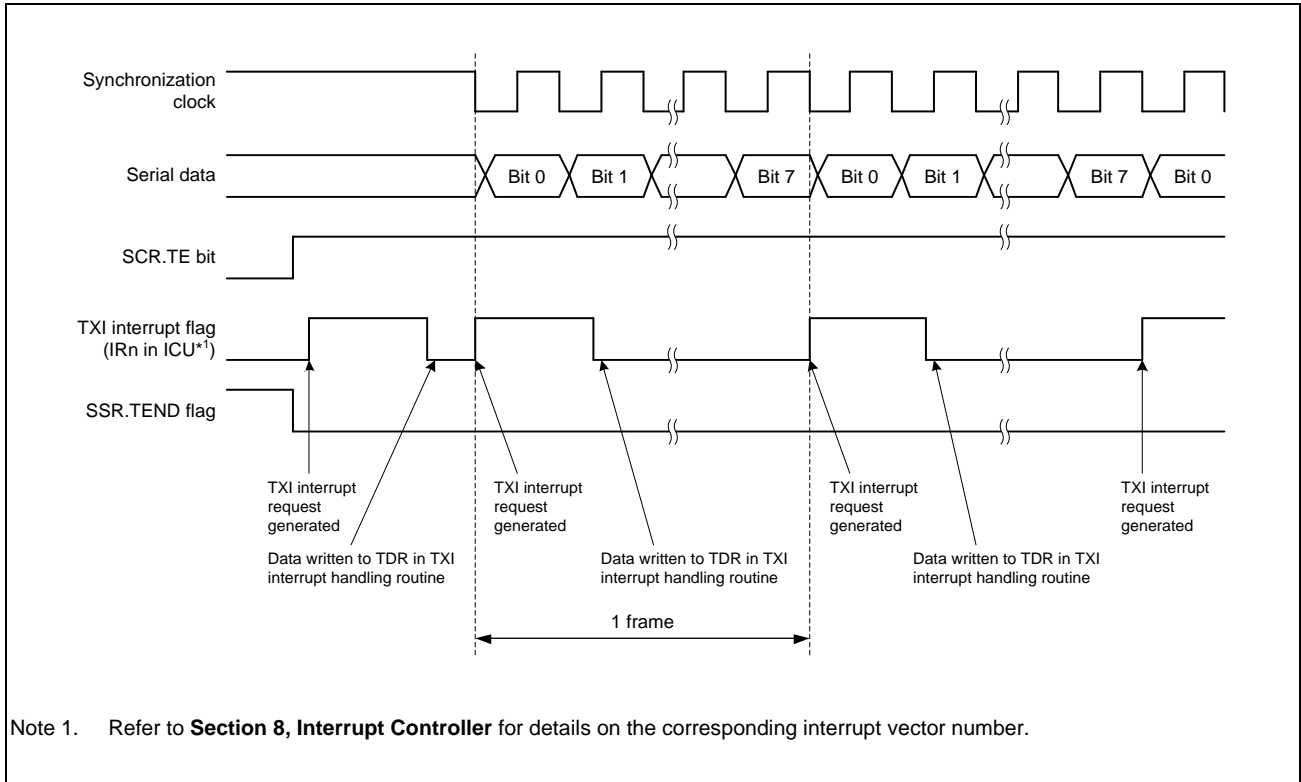 Synchronization
clock
Serial data
Bit 0 Bit 1 Bit 7 Bit 0 Bit 1 Bit 7 Bit 0
SCR.TE bit
TXI interrupt flag
(IRn in ICU*1)
SSR.TEND flag
TXI interrupt
request
generated
TXI interrupt
request
generated
TXI interrupt
request
generated
TXI interrupt
request
generated
Data written to TDR in TXI
interrupt handling routine
Data written to TDR in TXI
interrupt handling routine
Data written to TDR in TXI
interrupt handling routine
1 frame
Note 1. Refer to Section 8, Interrupt Controller for details on the corresponding interrupt vector number.